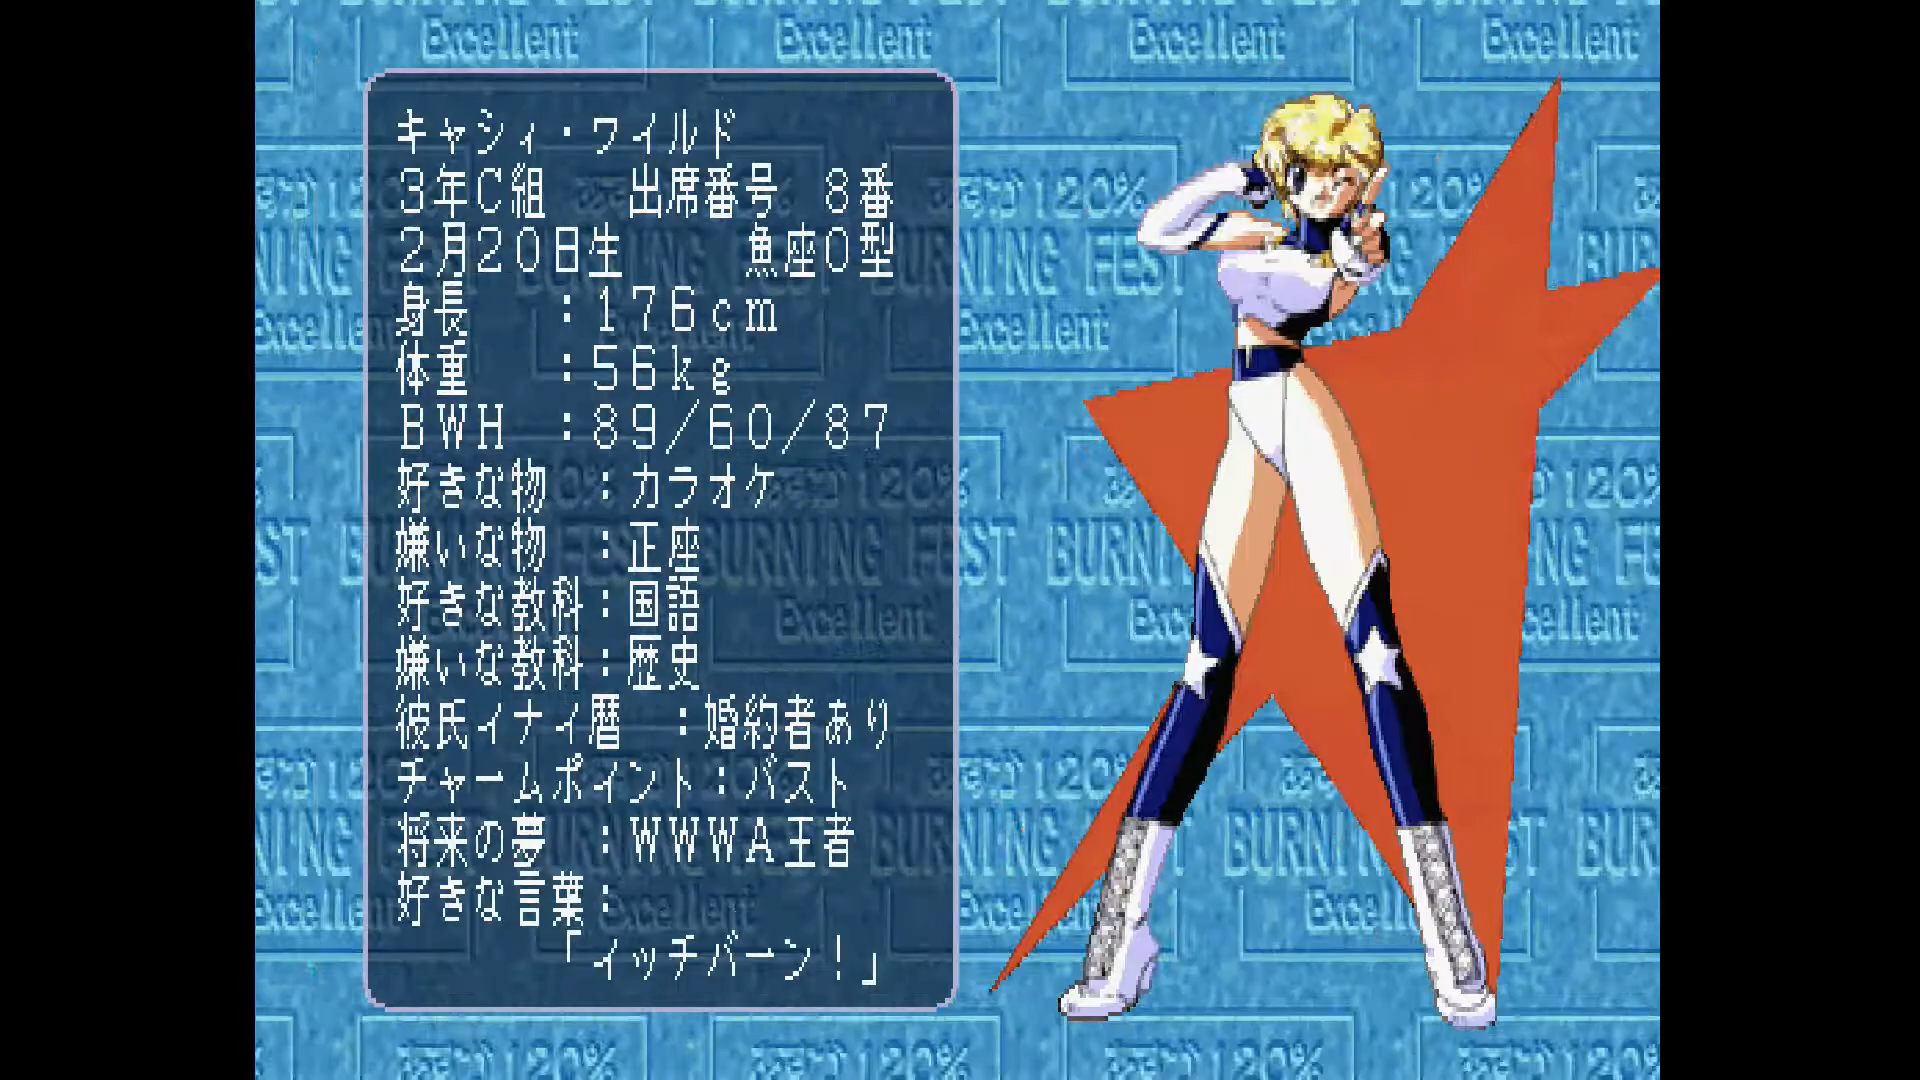 キャシィ・ワイルド
3年C組　出席番号　8番
2月20日生　魚座O型
身長　：176cm
体重　：56kg
BWH　：89/60/87
好きな物　：カラオケ
嫌いな物　：正座
好きな教科：国語
嫌いな教科：歴史
彼氏イナイ暦　：婚約者あり
チャームポイント：バスト
将来の夢　：WWWA王者
好きな言葉：
「イッチバーン！」
Excellent
120%
BURNING FEST